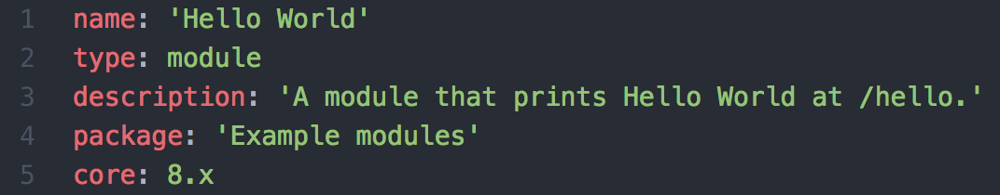 1 name: 'Hello World'
2 type: module
3 description: 'A module that prints Hello World at /hello.'
4 package: 'Example modules'
5 core: 8.x